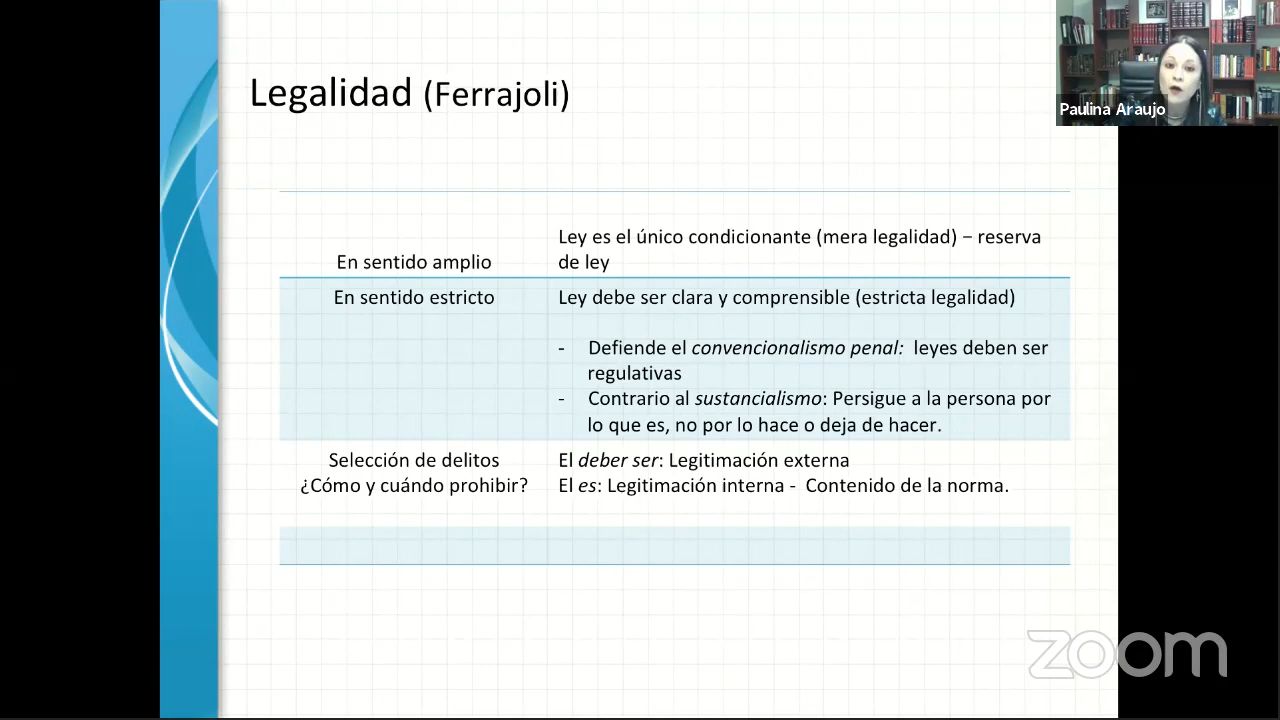 Legalidad (Ferrajoli)
Paulina Araujo
En sentido amplio
Ley es el único condicionante (mera legalidad) – reserva
de ley
En sentido estricto
Ley debe ser clara y comprensible (estricta legalidad)
- Defiende el convencionalismo penal: leyes deben ser
regulativas
- Contrario al sustancialismo: Persigue a la persona por
lo que es, no por lo hace o deja de hacer.
Selección de delitos
¿Cómo y cuándo prohibir?
El deber ser: Legitimación externa
El es: Legitimación interna - Contenido de la norma.
zoom